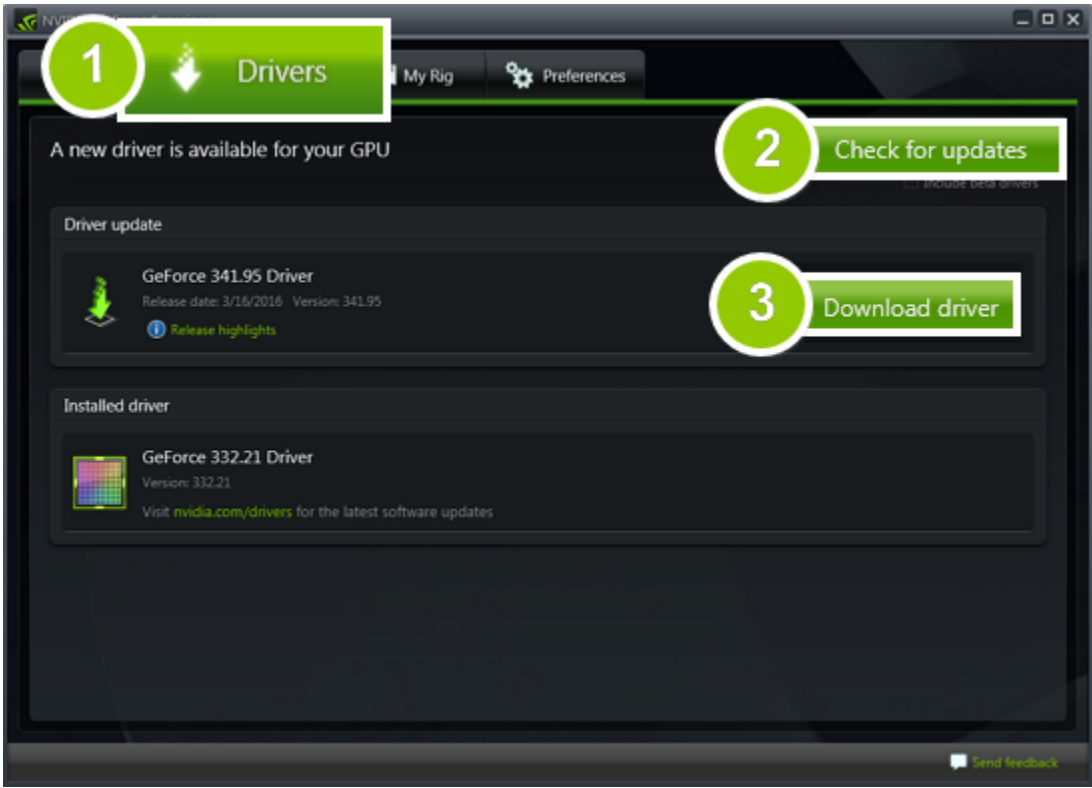 NVI
1
Drivers
My Rig
Preferences
A new driver is available for your GPU
2
Check for updates
Include beta drivers
Driver update
GeForce 341.95 Driver
Release date: 3/16/2016 Version: 341.95
Release highlights
3
Download driver
Installed driver
GeForce 332.21 Driver
Version: 332.21
Visit nvidia.com/drivers for the latest software updates
Send feedback